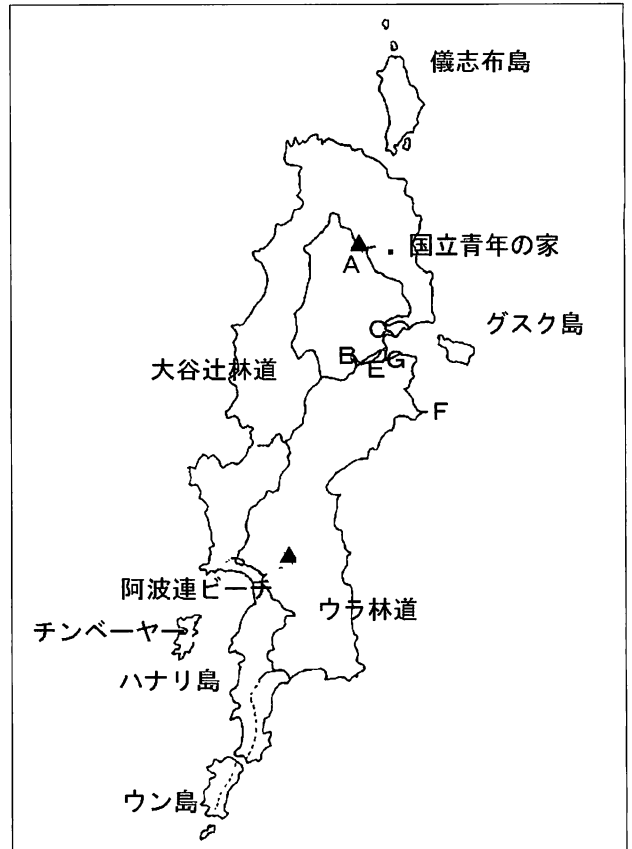 儀志布島
国立青年の家
A
グスク島
大谷辻林道
B
E
G
F
阿波連ビーチ
ウラ林道
チンベーヤー
ハナリ島
ウン島